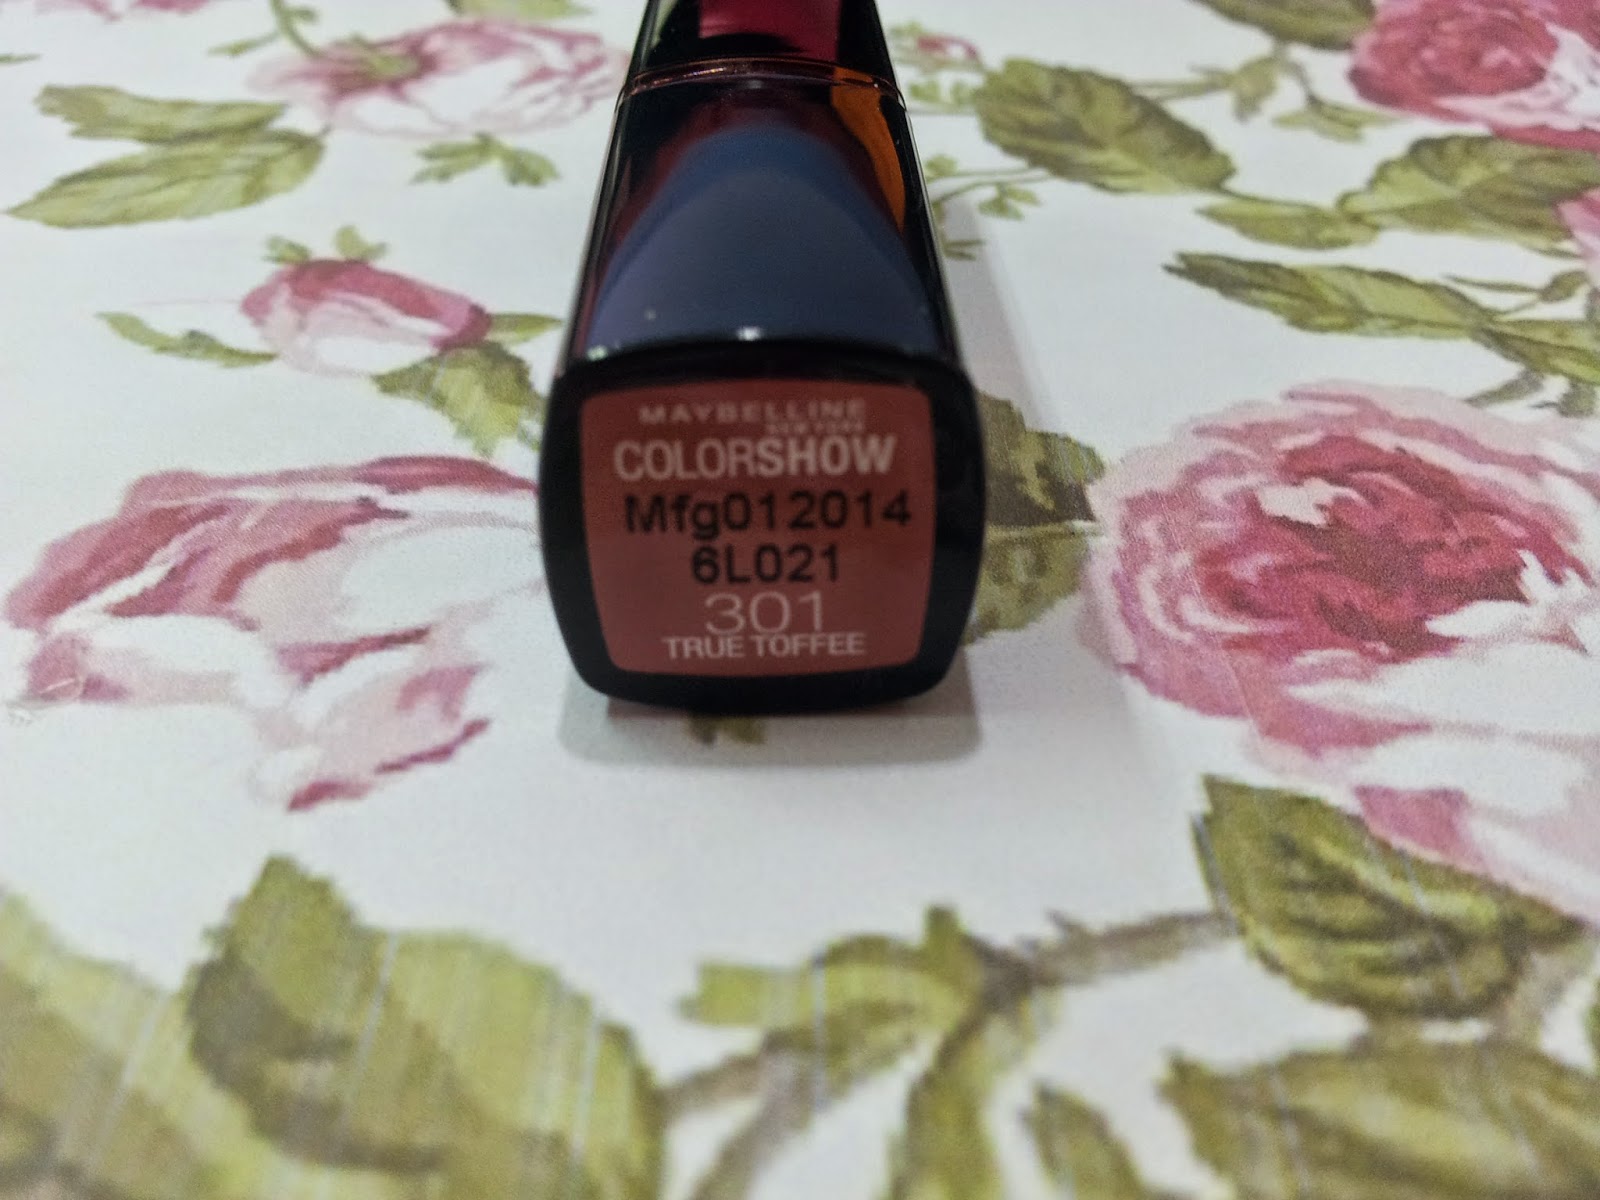 MAYBELLINE
NEW YORK
COLORSHOW
Mfg012014
6L021
301
TRUE TOFFEE